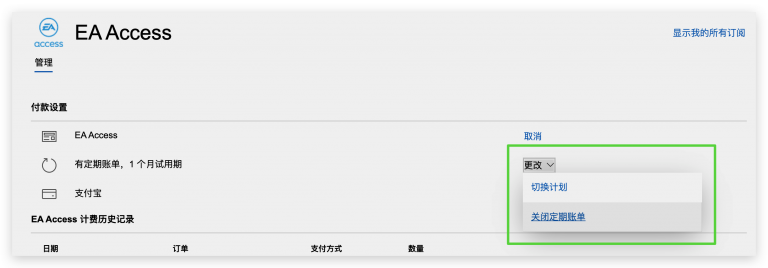 EA
access
EA Access
显示我的所有订阅
管理
付款设置
EA Access
取消
有定期账单，1 个月试用期
更改
支付宝
切换计划
关闭定期账单
EA Access 计费历史记录
日期 订单 支付方式 数量